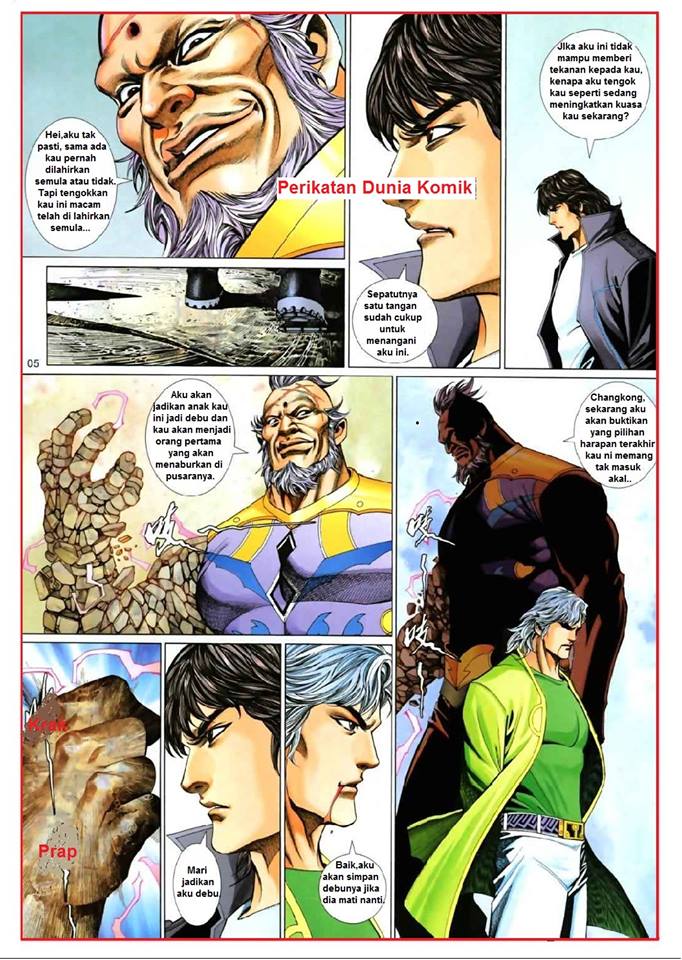 Hei,aku tak
pasti, sama ada
kau pernah
dilahirkan
semula atau tidak.
Tapi tengokkan
kau ini macam
telah di lahirkan
semula...
Perikatan Dunia Komik
Sepatutnya
satu tangan
sudah cukup
untuk
menangani
aku ini.
JIka aku ini tidak
mampu memberi
tekanan kepada kau,
kenapa aku tengok
kau seperti sedang
meningkatkan kuasa
kau sekarang?
05
Aku akan
jadikan anak kau
ini jadi debu dan
kau akan menjadi
orang pertama
yang akan
menaburkan di
pusaranya.
Changkong,
sekarang aku
akan buktikan
yang pilihan
harapan terakhir
kau ni memang
tak masuk
akal..
Krak
Prap
Mari
jadikan
aku debu.
Baik,aku
akan simpan
debunya jika
dia mati nanti.